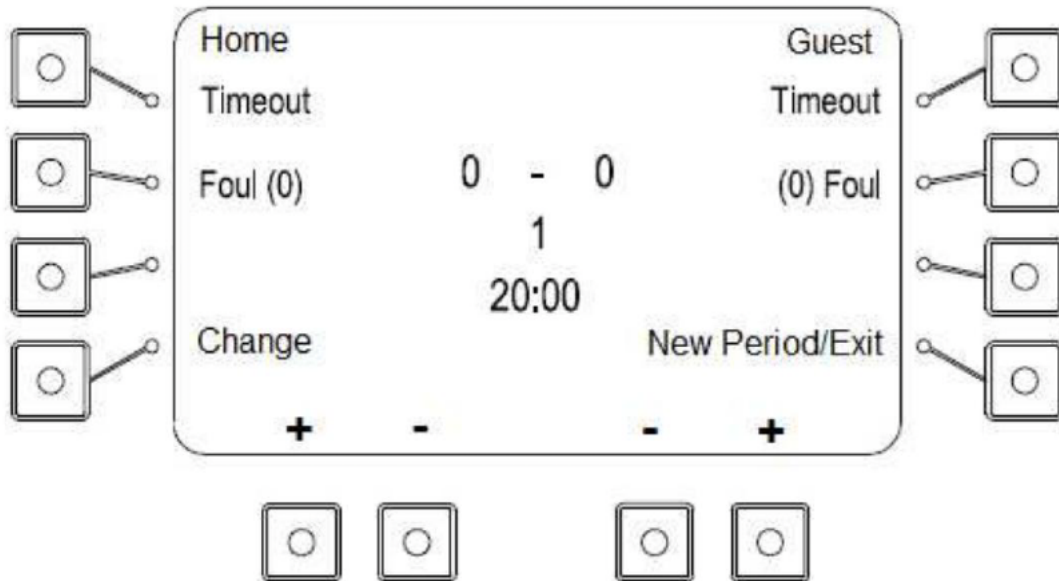 Home Guest
Timeout Timeout
Foul (0) 0 - 0 (0) Foul
1
20:00
Change New Period/Exit
+ - - +